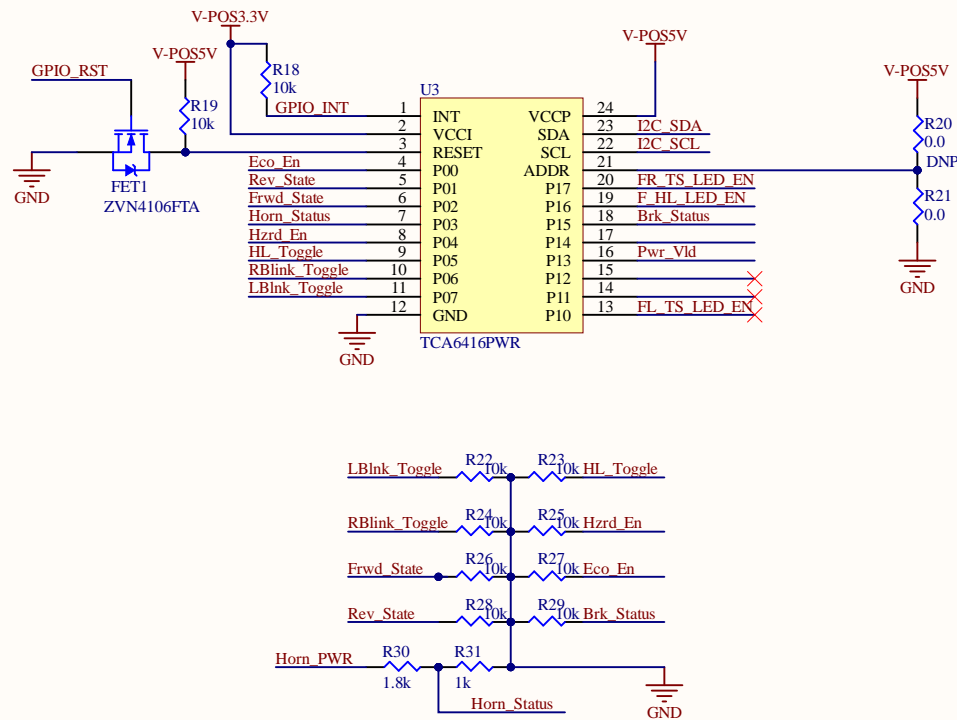 V-POS3.3V
V-POS5V
V-POS5V
V-POS5V
GPIO_RST
R18
10k
GPIO_INT
R19
10k
FET1
ZVN4106FTA
GND
U3
1 INT VCCP 24
2 VCCI SDA 23 I2C_SDA
3 RESET SCL 22 I2C_SCL
Eco_En 4 P00 ADDR 21
Rev_State 5 P01 P17 20 FR_TS_LED_EN
Frwd_State 6 P02 P16 19 F_HL_LED_EN
Horn_Status 7 P03 P15 18 Brk_Status
Hzrd_En 8 P04 P14 17
HL_Toggle 9 P05 P13 16 Pwr_Vld
RBlink_Toggle 10 P06 P12 15
LBlnk_Toggle 11 P07 P11 14
12 GND P10 13 FL_TS_LED_EN
TCA6416PWR
GND
R20
0.0
DNP
R21
0.0
GND
LBlnk_Toggle R22 10k R23 10k HL_Toggle
RBlink_Toggle R24 10k R25 10k Hzrd_En
Frwd_State R26 10k R27 10k Eco_En
Rev_State R28 10k R29 10k Brk_Status
Horn_PWR R30 1.8k R31 1k
Horn_Status
GND